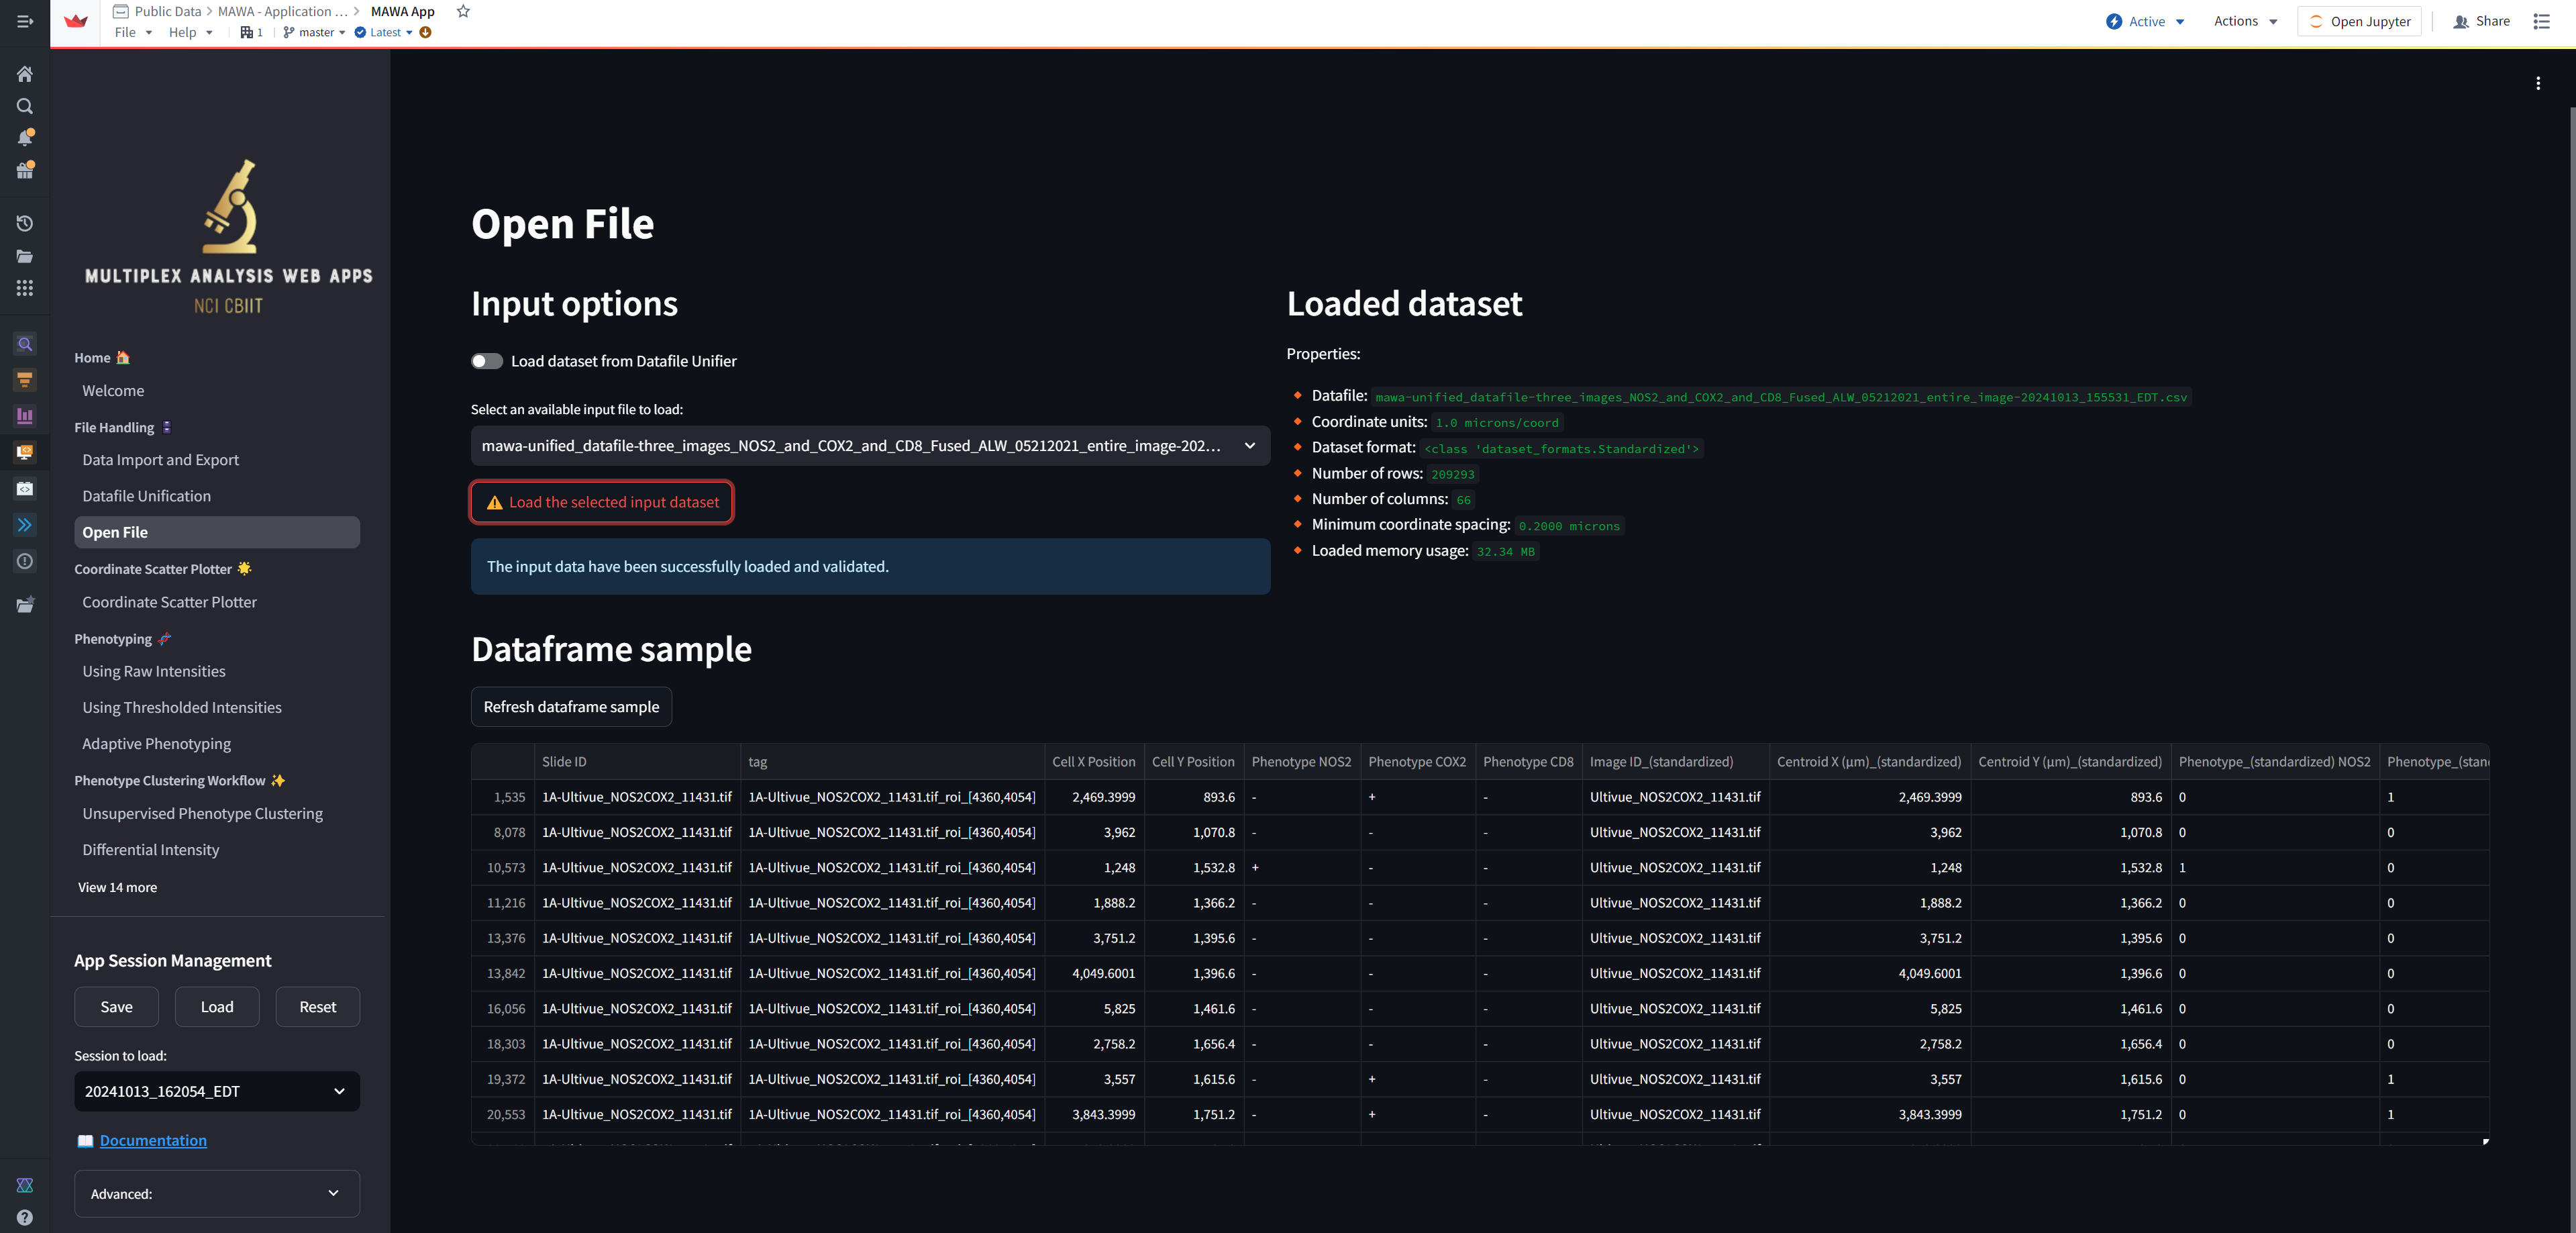 Public Data > MAWA - Application ... > MAWA App
File Help 1 master Latest
Active Actions Open Jupyter Share
MULTIPLEX ANALYSIS WEB APPS
NCI CBIIT
Home
Welcome
File Handling
Data Import and Export
Datafile Unification
Open File
Coordinate Scatter Plotter
Coordinate Scatter Plotter
Phenotyping
Using Raw Intensities
Using Thresholded Intensities
Adaptive Phenotyping
Phenotype Clustering Workflow
Unsupervised Phenotype Clustering
Differential Intensity
View 14 more
App Session Management
Save Load Reset
Session to load:
20241013_162054_EDT
Documentation
Advanced:
Open File
Input options
Load dataset from Datafile Unifier
Select an available input file to load:
mawa-unified_datafile-three_images_NOS2_and_COX2_and_CD8_Fused_ALW_05212021_entire_image-202...
Load the selected input dataset
The input data have been successfully loaded and validated.
Loaded dataset
Properties:
Datafile: mawa-unified_datafile-three_images_NOS2_and_COX2_and_CD8_Fused_ALW_05212021_entire_image-20241013_155531_EDT.csv
Coordinate units: 1.0 microns/coord
Dataset format: <class 'dataset_formats.Standardized'>
Number of rows: 209293
Number of columns: 66
Minimum coordinate spacing: 0.2000 microns
Loaded memory usage: 32.34 MB
Dataframe sample
Refresh dataframe sample
Slide ID tag Cell X Position Cell Y Position Phenotype NOS2 Phenotype COX2 Phenotype CD8 Image ID_(standardized) Centroid X (µm)_(standardized) Centroid Y (µm)_(standardized) Phenotype_(standardized) NOS2 Phenotype_(stan
1,535 1A-Ultivue_NOS2COX2_11431.tif 1A-Ultivue_NOS2COX2_11431.tif_roi_[4360,4054] 2,469.3999 893.6 - + - Ultivue_NOS2COX2_11431.tif 2,469.3999 893.6 0 1
8,078 1A-Ultivue_NOS2COX2_11431.tif 1A-Ultivue_NOS2COX2_11431.tif_roi_[4360,4054] 3,962 1,070.8 - - - Ultivue_NOS2COX2_11431.tif 3,962 1,070.8 0 0
10,573 1A-Ultivue_NOS2COX2_11431.tif 1A-Ultivue_NOS2COX2_11431.tif_roi_[4360,4054] 1,248 1,532.8 + - - Ultivue_NOS2COX2_11431.tif 1,248 1,532.8 1 0
11,216 1A-Ultivue_NOS2COX2_11431.tif 1A-Ultivue_NOS2COX2_11431.tif_roi_[4360,4054] 1,888.2 1,366.2 - - - Ultivue_NOS2COX2_11431.tif 1,888.2 1,366.2 0 0
13,376 1A-Ultivue_NOS2COX2_11431.tif 1A-Ultivue_NOS2COX2_11431.tif_roi_[4360,4054] 3,751.2 1,395.6 - - - Ultivue_NOS2COX2_11431.tif 3,751.2 1,395.6 0 0
13,842 1A-Ultivue_NOS2COX2_11431.tif 1A-Ultivue_NOS2COX2_11431.tif_roi_[4360,4054] 4,049.6001 1,396.6 - - - Ultivue_NOS2COX2_11431.tif 4,049.6001 1,396.6 0 0
16,056 1A-Ultivue_NOS2COX2_11431.tif 1A-Ultivue_NOS2COX2_11431.tif_roi_[4360,4054] 5,825 1,461.6 - - - Ultivue_NOS2COX2_11431.tif 5,825 1,461.6 0 0
18,303 1A-Ultivue_NOS2COX2_11431.tif 1A-Ultivue_NOS2COX2_11431.tif_roi_[4360,4054] 2,758.2 1,656.4 - - - Ultivue_NOS2COX2_11431.tif 2,758.2 1,656.4 0 0
19,372 1A-Ultivue_NOS2COX2_11431.tif 1A-Ultivue_NOS2COX2_11431.tif_roi_[4360,4054] 3,557 1,615.6 - + - Ultivue_NOS2COX2_11431.tif 3,557 1,615.6 0 1
20,553 1A-Ultivue_NOS2COX2_11431.tif 1A-Ultivue_NOS2COX2_11431.tif_roi_[4360,4054] 3,843.3999 1,751.2 - + - Ultivue_NOS2COX2_11431.tif 3,843.3999 1,751.2 0 1